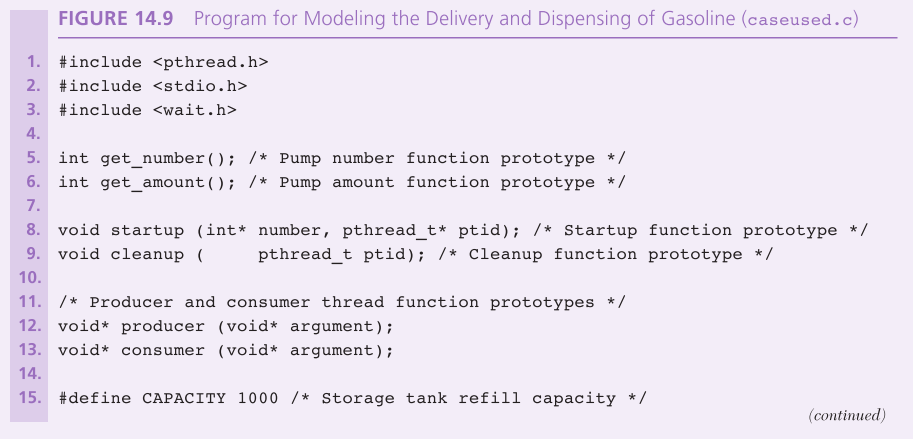 FIGURE 14.9 Program for Modeling the Delivery and Dispensing of Gasoline (caseused.c)
1. #include <pthread.h>
2. #include <stdio.h>
3. #include <wait.h>
4.
5. int get_number(); /* Pump number function prototype */
6. int get_amount(); /* Pump amount function prototype */
7.
8. void startup (int* number, pthread_t* ptid); /* Startup function prototype */
9. void cleanup (     pthread_t ptid); /* Cleanup function prototype */
10.
11. /* Producer and consumer thread function prototypes */
12. void* producer (void* argument);
13. void* consumer (void* argument);
14.
15. #define CAPACITY 1000 /* Storage tank refill capacity */
(continued)